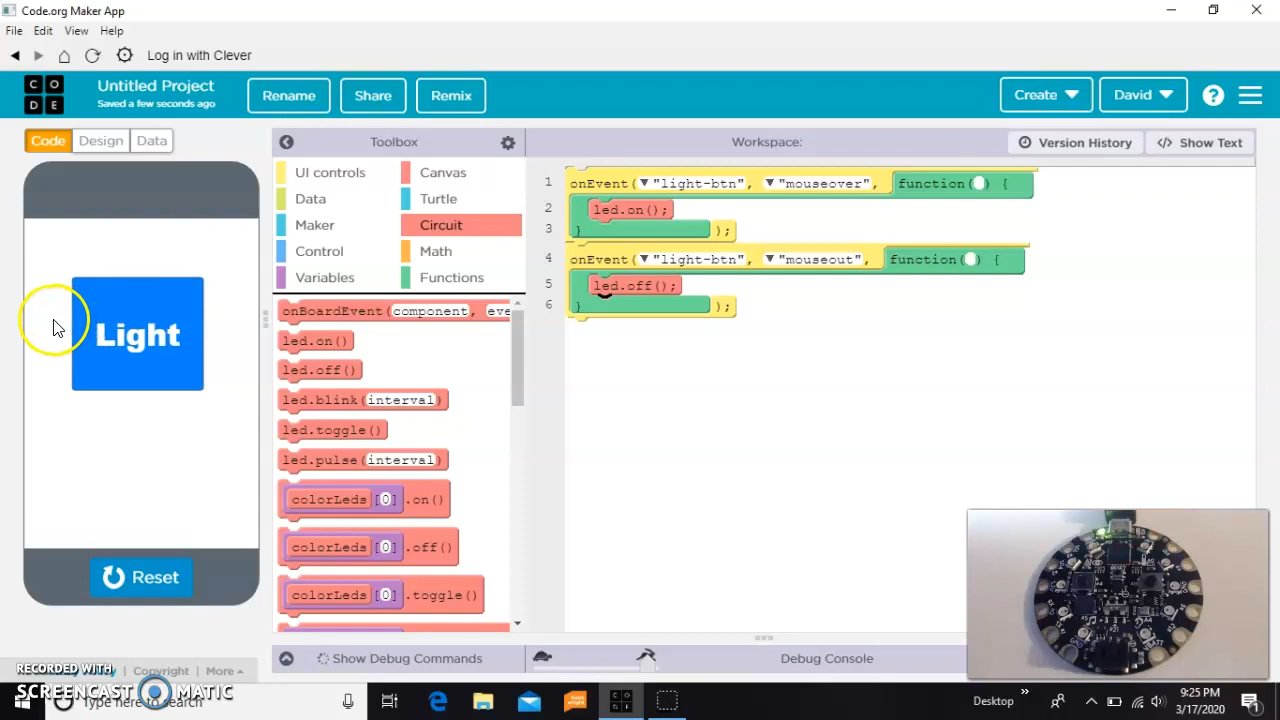 Code.org Maker App
File Edit View Help
Log in with Clever
CO
DE
Untitled Project
Saved a few seconds ago
Rename
Share
Remix
Create
David
?
Code
Design
Data
Toolbox
Workspace:
Version History
</> Show Text
UI controls
Canvas
Data
Turtle
Maker
Circuit
Control
Math
Variables
Functions
onBoardEvent(component, eve
led.on()
led.off()
led.blink(interval)
led.toggle()
led.pulse(interval)
colorLeds[0].on()
colorLeds[0].off()
colorLeds[0].toggle()
1 onEvent( "light-btn", "mouseover", function() {
2 led.on();
3 } );
4 onEvent( "light-btn", "mouseout", function() {
5 led.off();
6 } );
Light
Reset
Show Debug Commands
Debug Console
Copyright
More
RECORDED WITH
SCREENCAST MATIC
Type here to search
Desktop
9:25 PM
3/17/2020
1